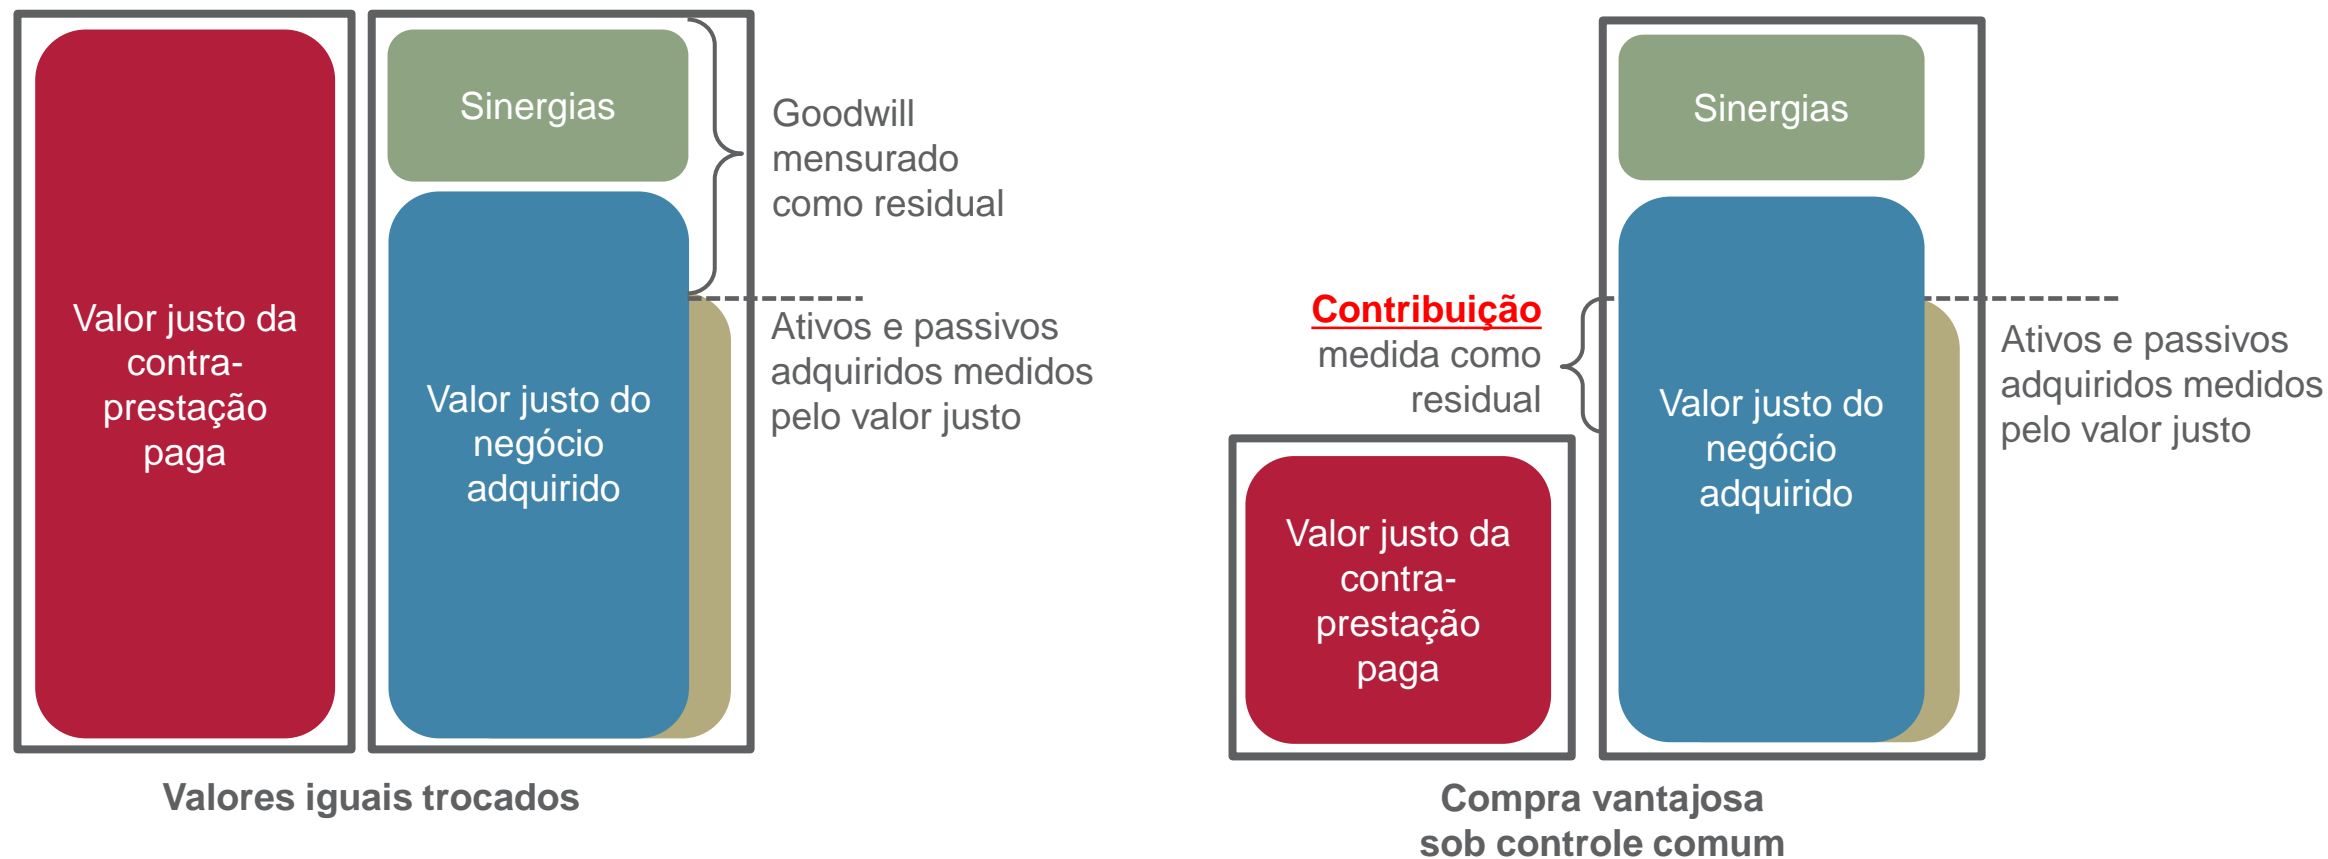 Valor justo da
contra-
prestação
paga
Sinergias
Valor justo do
negócio
adquirido
Goodwill
mensurado
como residual
Ativos e passivos
adquiridos medidos
pelo valor justo
Valores iguais trocados
Contribuição
medida como
residual
Valor justo da
contra-
prestação
paga
Sinergias
Valor justo do
negócio
adquirido
Ativos e passivos
adquiridos medidos
pelo valor justo
Compra vantajosa
sob controle comum